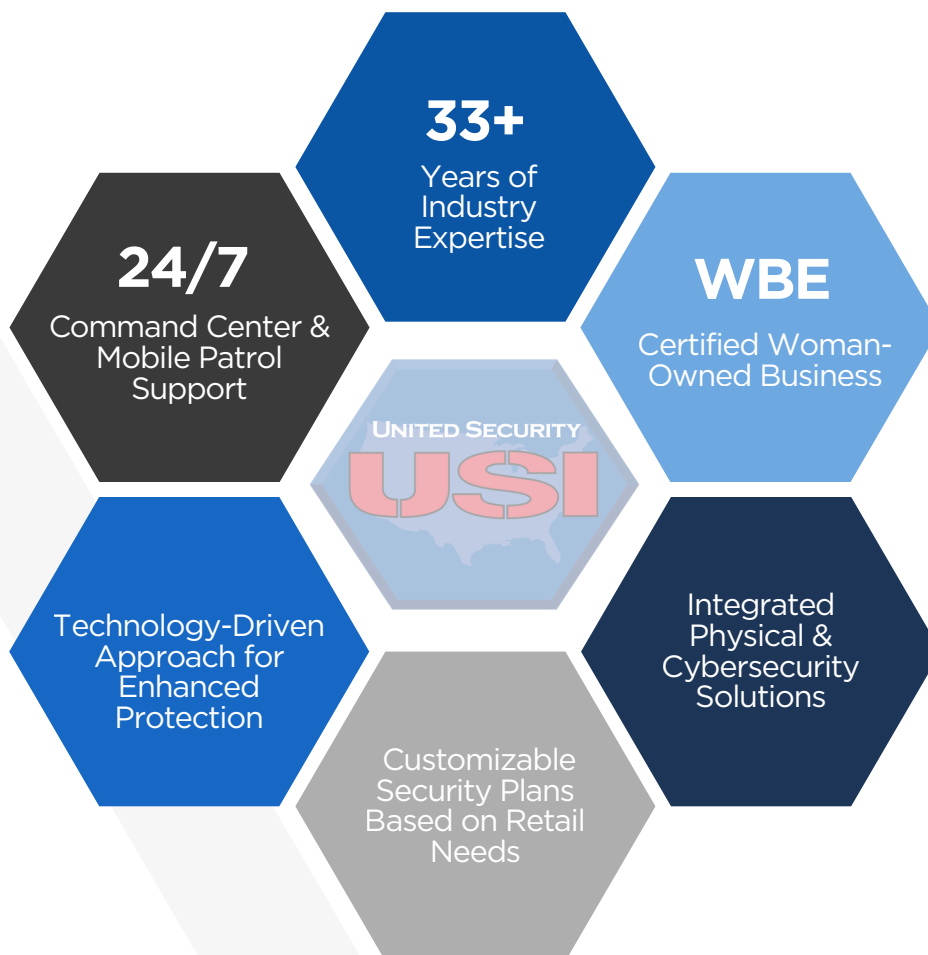 33+
Years of
Industry
Expertise
24/7
Command Center &
Mobile Patrol
Support
WBE
Certified Woman-
Owned Business
UNITED SECURITY
USI
Technology-Driven
Approach for
Enhanced
Protection
Integrated
Physical &
Cybersecurity
Solutions
Customizable
Security Plans
Based on Retail
Needs